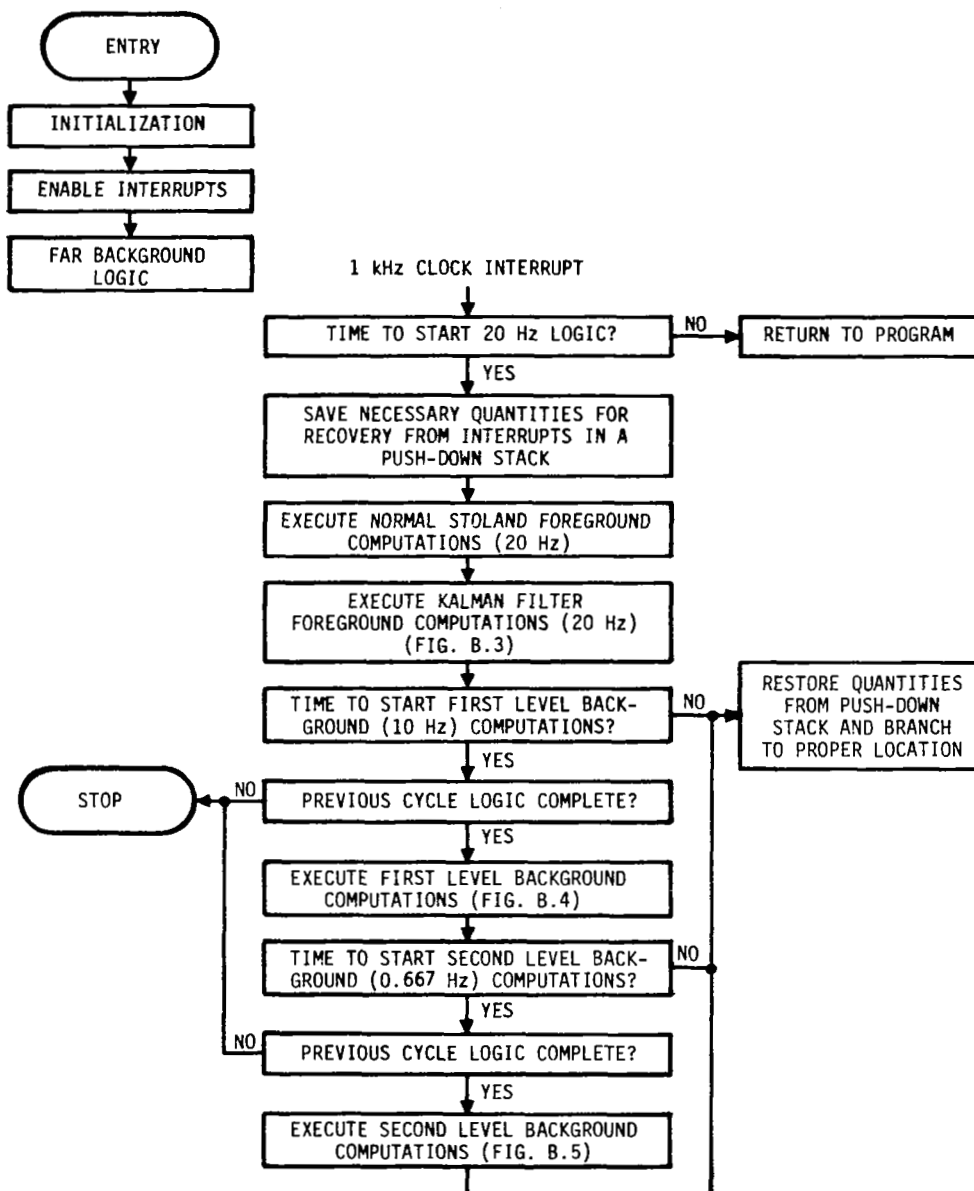 ENTRY
INITIALIZATION
ENABLE INTERRUPTS
FAR BACKGROUND
LOGIC
1 kHz CLOCK INTERRUPT
TIME TO START 20 Hz LOGIC?
NO
RETURN TO PROGRAM
YES
SAVE NECESSARY QUANTITIES FOR
RECOVERY FROM INTERRUPTS IN A
PUSH-DOWN STACK
EXECUTE NORMAL STOLAND FOREGROUND
COMPUTATIONS (20 Hz)
EXECUTE KALMAN FILTER
FOREGROUND COMPUTATIONS (20 Hz)
(FIG. B.3)
TIME TO START FIRST LEVEL BACK-
GROUND (10 Hz) COMPUTATIONS?
NO
RESTORE QUANTITIES
FROM PUSH-DOWN
STACK AND BRANCH
TO PROPER LOCATION
YES
PREVIOUS CYCLE LOGIC COMPLETE?
NO
STOP
YES
EXECUTE FIRST LEVEL BACKGROUND
COMPUTATIONS (FIG. B.4)
TIME TO START SECOND LEVEL BACK-
GROUND (0.667 Hz) COMPUTATIONS?
NO
YES
PREVIOUS CYCLE LOGIC COMPLETE?
NO
YES
EXECUTE SECOND LEVEL BACKGROUND
COMPUTATIONS (FIG. B.5)